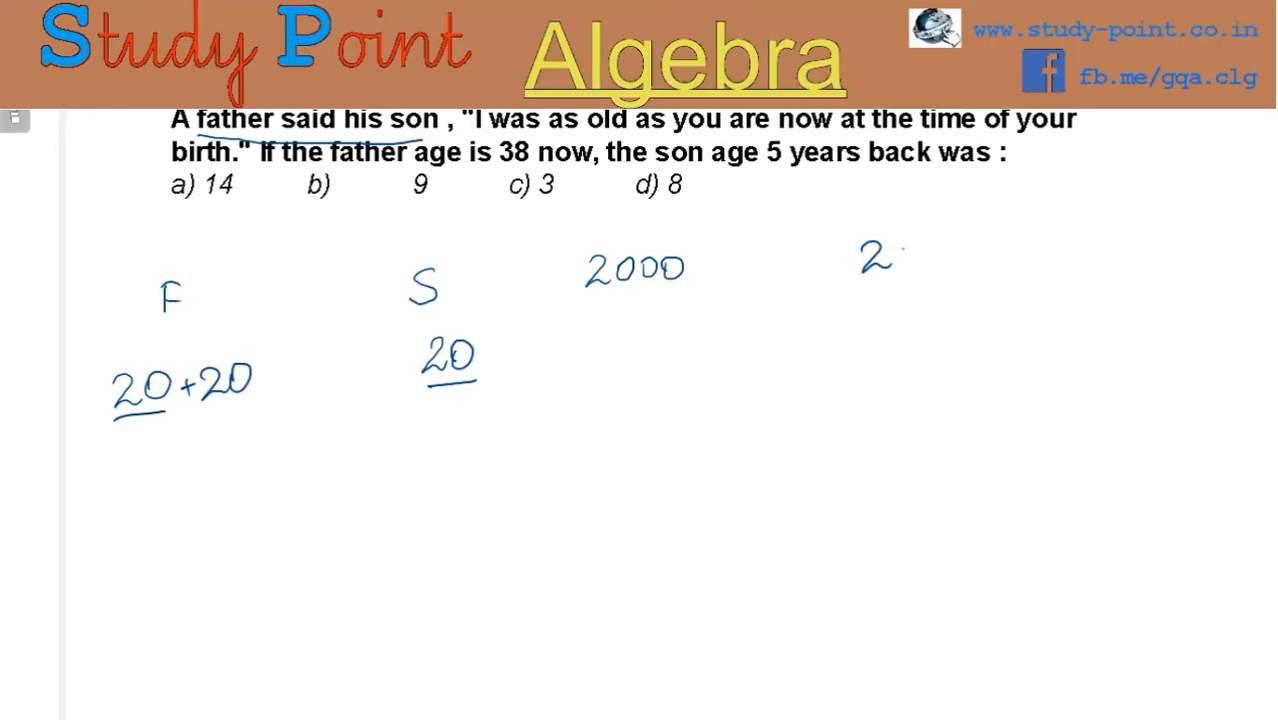 Study Point
Algebra
www.study-point.co.in
fb.me/gqa.clg
A father said his son , "I was as old as you are now at the time of your
birth." If the father age is 38 now, the son age 5 years back was :
a) 14 b) 9 c) 3 d) 8
F S 2000 2
20+20 20